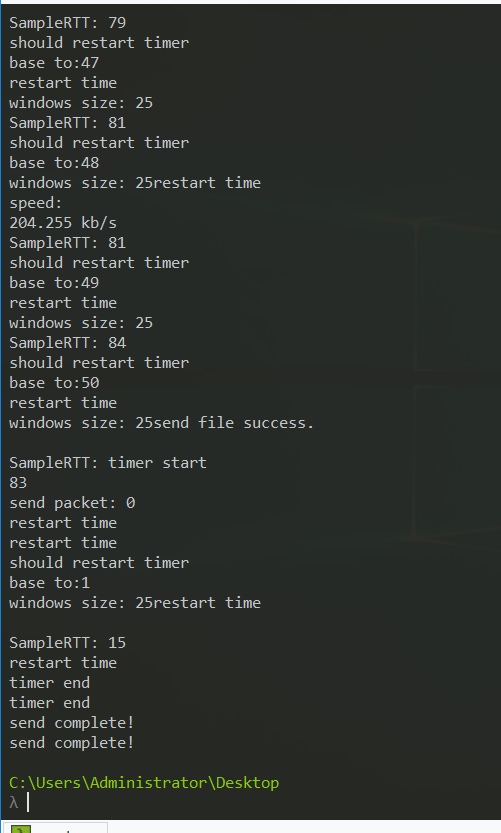 SampleRTT: 79
should restart timer
base to:47
restart time
windows size: 25
SampleRTT: 81
should restart timer
base to:48
windows size: 25restart time
speed:
204.255 kb/s
SampleRTT: 81
should restart timer
base to:49
restart time
windows size: 25
SampleRTT: 84
should restart timer
base to:50
restart time
windows size: 25send file success.
SampleRTT: timer start
83
send packet: 0
restart time
restart time
should restart timer
base to:1
windows size: 25restart time
SampleRTT: 15
restart time
timer end
timer end
send complete!
send complete!
C:\Users\Administrator\Desktop
λ